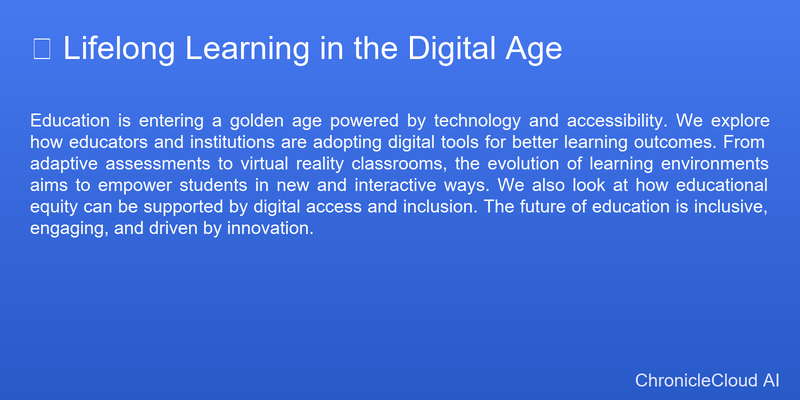 Lifelong Learning in the Digital Age
Education is entering a golden age powered by technology and accessibility. We explore
how educators and institutions are adopting digital tools for better learning outcomes. From
adaptive assessments to virtual reality classrooms, the evolution of learning environments
aims to empower students in new and interactive ways. We also look at how educational
equity can be supported by digital access and inclusion. The future of education is inclusive,
engaging, and driven by innovation.
ChronicleCloud AI